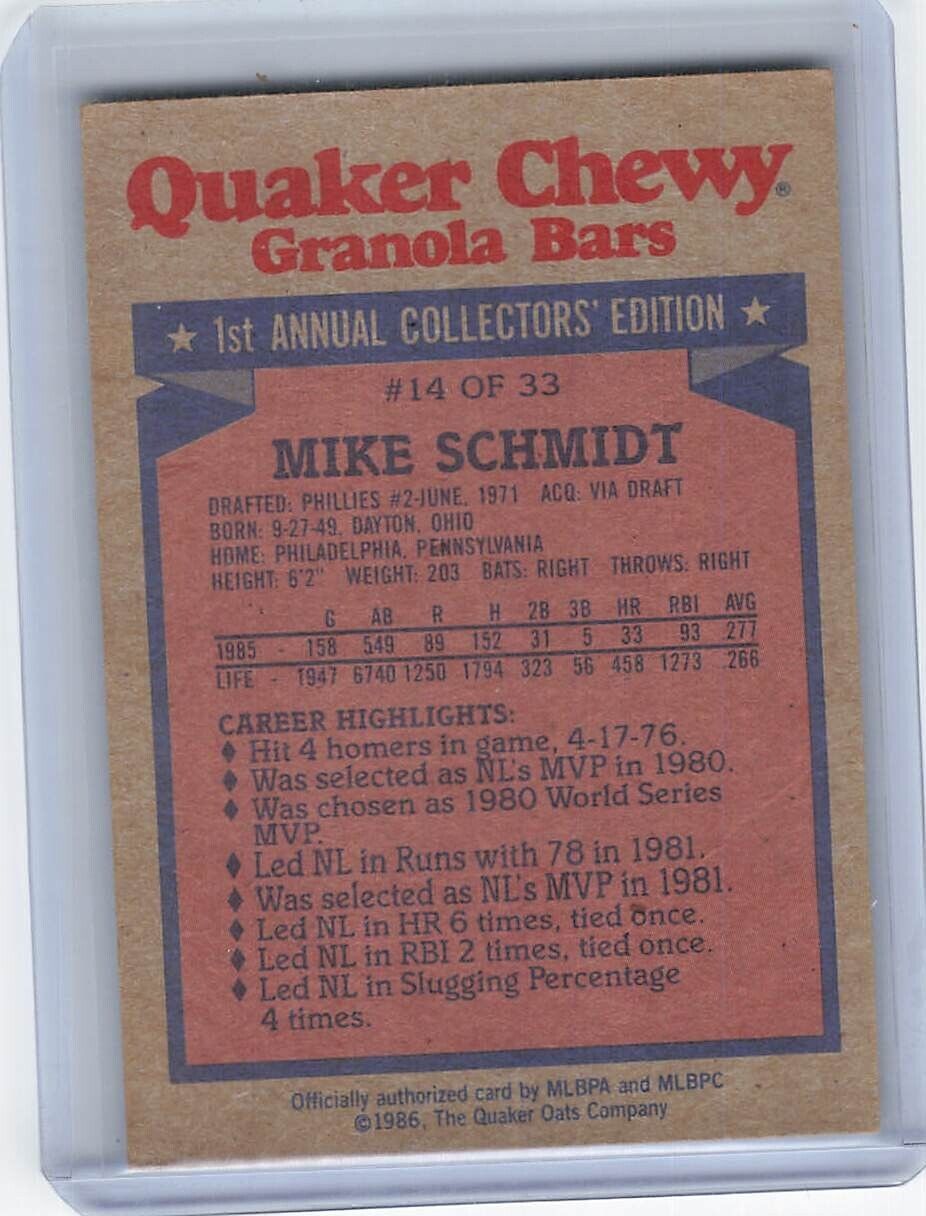 Quaker Chewy®
Granola Bars
★ 1st ANNUAL COLLECTORS' EDITION ★
#14 OF 33
MIKE SCHMIDT
DRAFTED: PHILLIES #2-JUNE, 1971 ACQ: VIA DRAFT
BORN: 9-27-49, DAYTON, OHIO
HOME: PHILADELPHIA, PENNSYLVANIA
HEIGHT: 6'2" WEIGHT: 203 BATS: RIGHT THROWS: RIGHT
G AB R H 2B 3B HR RBI AVG
1985 - 158 549 89 152 31 5 33 93 .277
LIFE - 1947 6740 1250 1794 323 56 458 1273 .266
CAREER HIGHLIGHTS:
♦ Hit 4 homers in game, 4-17-76.
♦ Was selected as NL's MVP in 1980.
♦ Was chosen as 1980 World Series
MVP.
♦ Led NL in Runs with 78 in 1981.
♦ Was selected as NL's MVP in 1981.
♦ Led NL in HR 6 times, tied once.
♦ Led NL in RBI 2 times, tied once.
♦ Led NL in Slugging Percentage
4 times.
Officially authorized card by MLBPA and MLBPC
©1986, The Quaker Oats Company